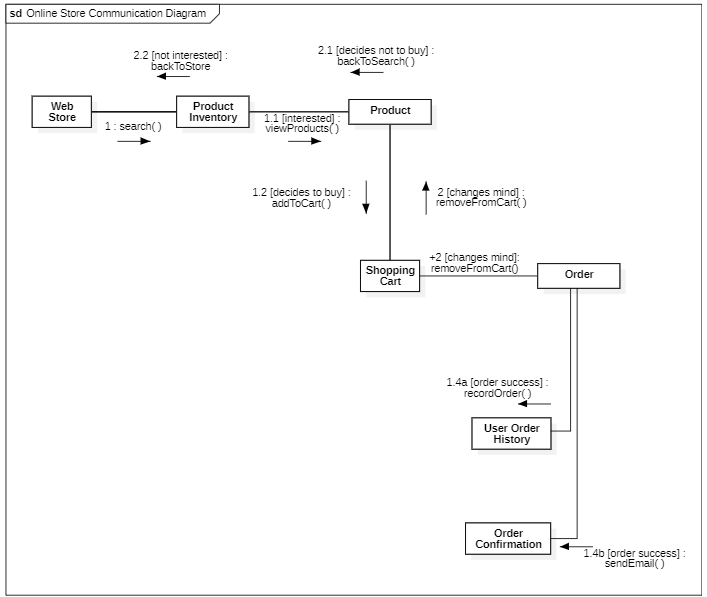 sd Online Store Communication Diagram
2.2 [not interested] :
backToStore
2.1 [decides not to buy] :
backToSearch( )
Web
Store
Product
Inventory
Product
1 : search( )
1.1 [interested] :
viewProducts( )
1.2 [decides to buy] :
addToCart( )
2 [changes mind] :
removeFromCart( )
Shopping
Cart
+2 [changes mind]:
removeFromCart()
Order
1.4a [order success] :
recordOrder( )
User Order
History
Order
Confirmation
1.4b [order success] :
sendEmail( )